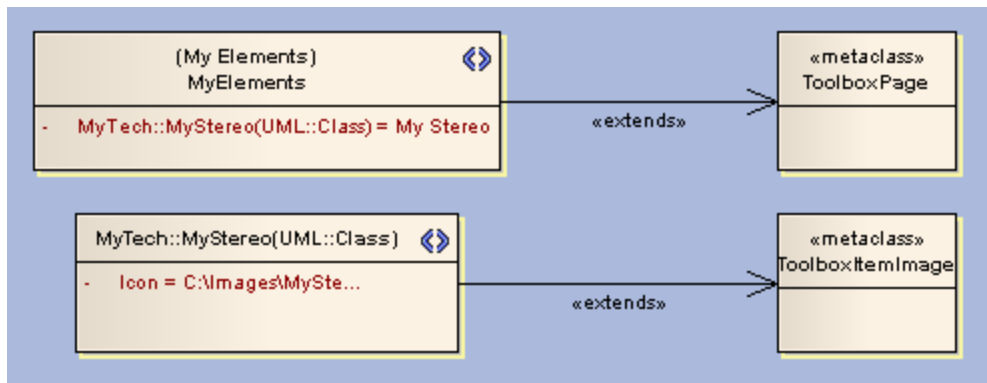 (My Elements)
MyElements
- MyTech::MyStereo(UML::Class) = My Stereo
«extends»
«metaclass»
ToolboxPage
MyTech::MyStereo(UML::Class)
- Icon = C:\Images\MySte...
«extends»
«metaclass»
ToolboxItemImage